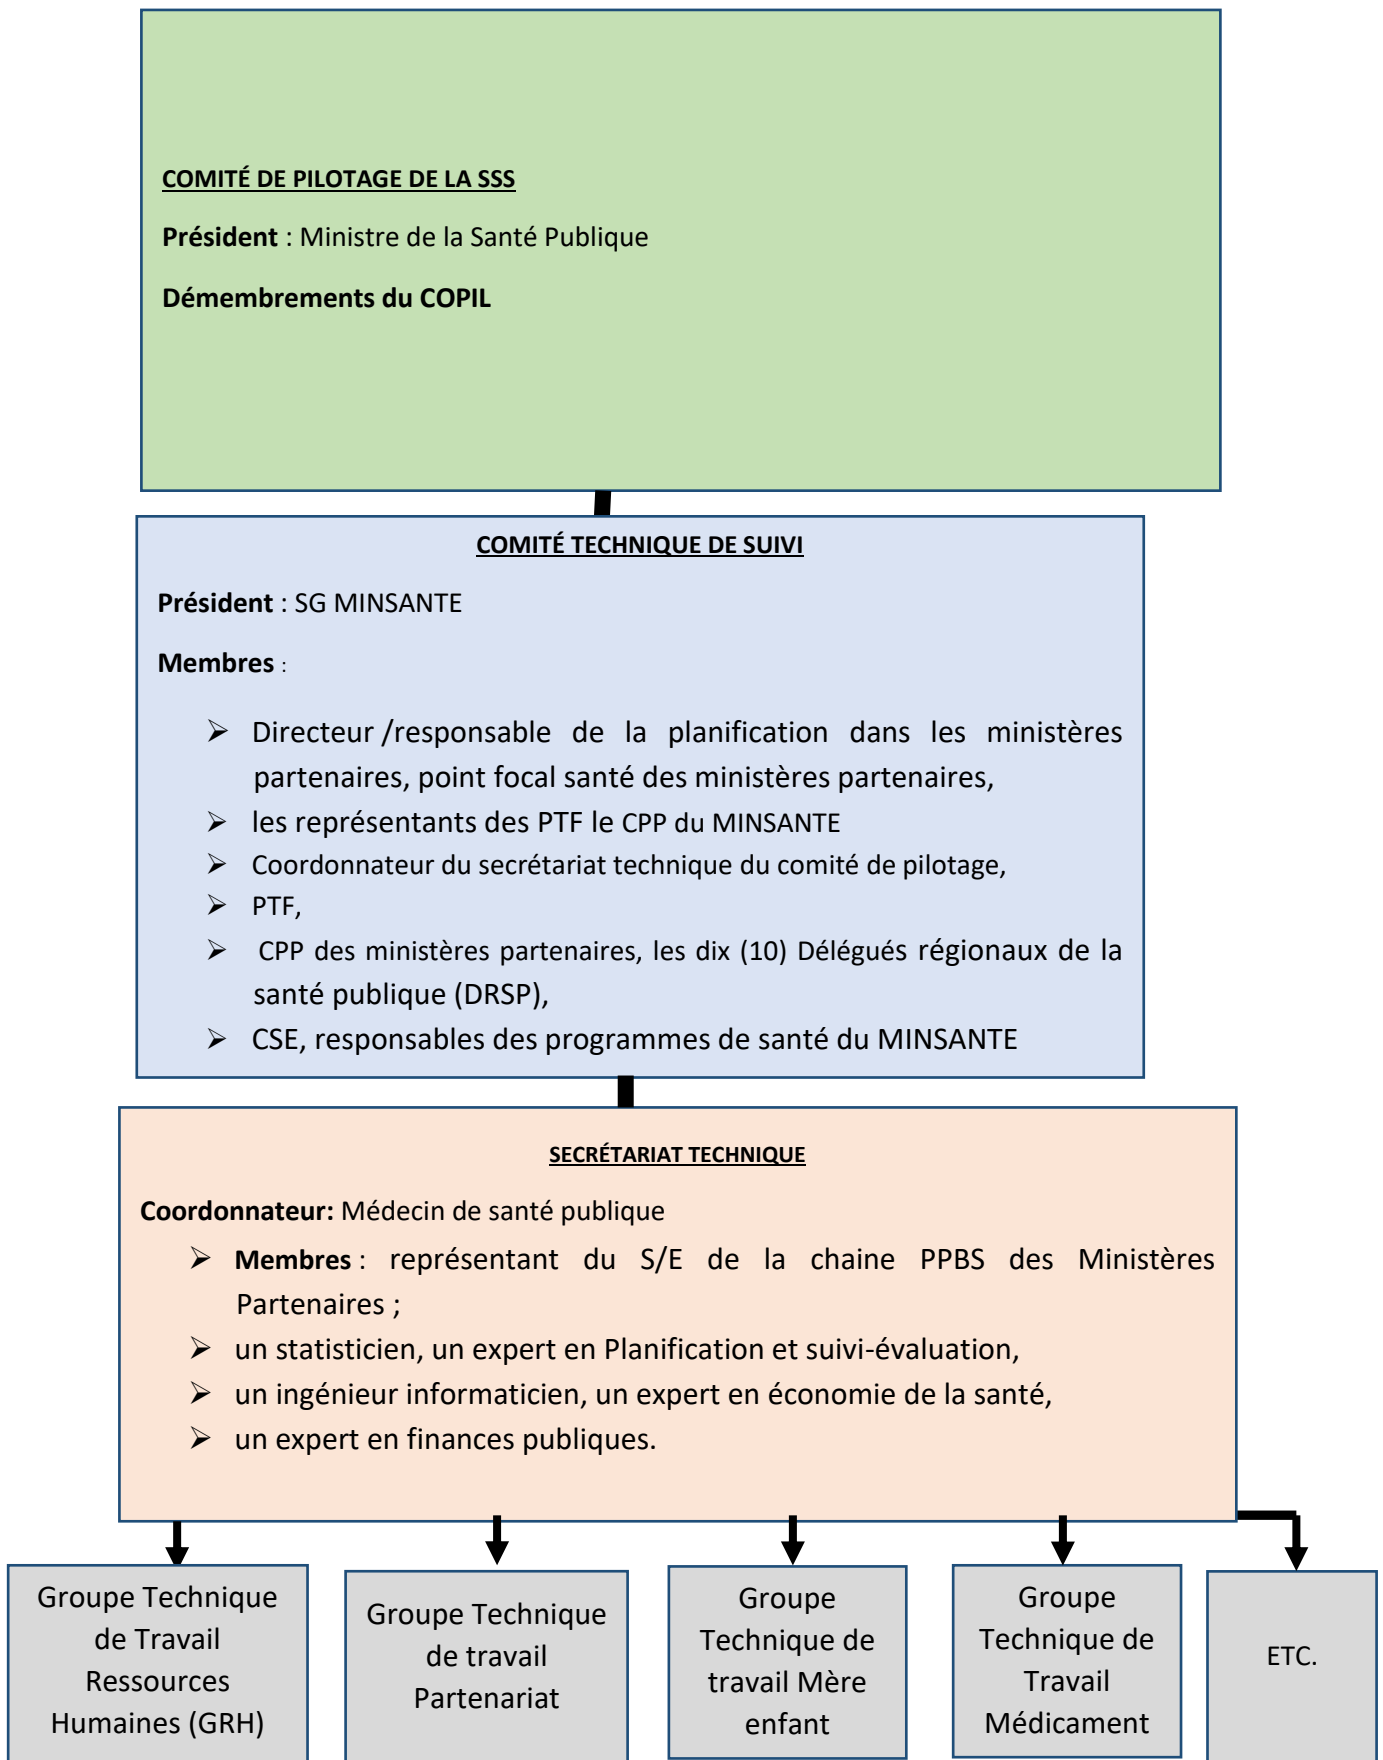 COMITÉ DE PILOTAGE DE LA SSS
Président : Ministre de la Santé Publique
Démembrements du COPIL
COMITÉ TECHNIQUE DE SUIVI
Président : SG MINSANTE
Membres :
➢ Directeur /responsable de la planification dans les ministères
partenaires, point focal santé des ministères partenaires,
➢ les représentants des PTF le CPP du MINSANTE
➢ Coordonnateur du secrétariat technique du comité de pilotage,
➢ PTF,
➢ CPP des ministères partenaires, les dix (10) Délégués régionaux de la
santé publique (DRSP),
➢ CSE, responsables des programmes de santé du MINSANTE
SECRÉTARIAT TECHNIQUE
Coordonnateur: Médecin de santé publique
➢ Membres : représentant du S/E de la chaine PPBS des Ministères
Partenaires ;
➢ un statisticien, un expert en Planification et suivi-évaluation,
➢ un ingénieur informaticien, un expert en économie de la santé,
➢ un expert en finances publiques.
Groupe Technique
de Travail
Ressources
Humaines (GRH)
Groupe Technique
de travail
Partenariat
Groupe
Technique de
travail Mère
enfant
Groupe
Technique de
Travail
Médicament
ETC.